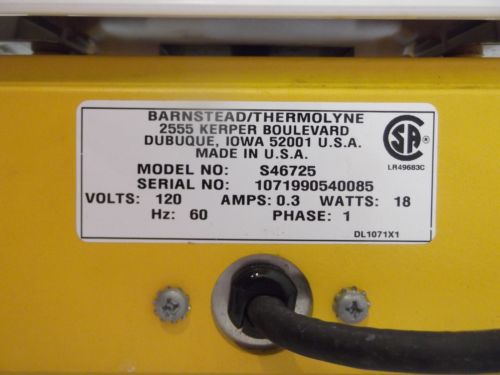 BARNSTEAD/THERMOLYNE
2555 KERPER BOULEVARD
DUBUQUE, IOWA 52001 U.S.A.
MADE IN U.S.A.
SA
LR49683C
MODEL NO: S46725
SERIAL NO: 1071990540085
VOLTS: 120 AMPS: 0.3 WATTS: 18
Hz: 60 PHASE: 1
DL1071X1